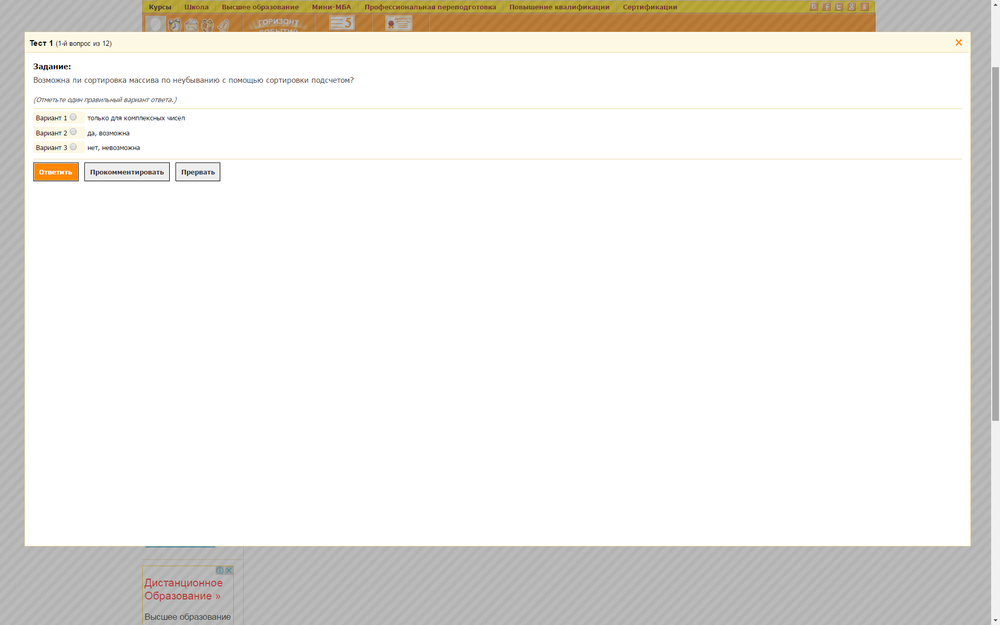 Курсы Школа Высшее образование Мини-МБА Профессиональная переподготовка Повышение квалификации Сертификации
ГОРИЗОНТ 5 ДИПЛОМ
СОБЫТИЙ
Тест 1 (1-й вопрос из 12)
Задание:
Возможна ли сортировка массива по неубыванию с помощью сортировки подсчетом?
(Отметьте один правильный вариант ответа.)
Вариант 1 только для комплексных чисел
Вариант 2 да, возможна
Вариант 3 нет, невозможна
Ответить Прокомментировать Прервать
Дистанционное
Образование »
Высшее образование